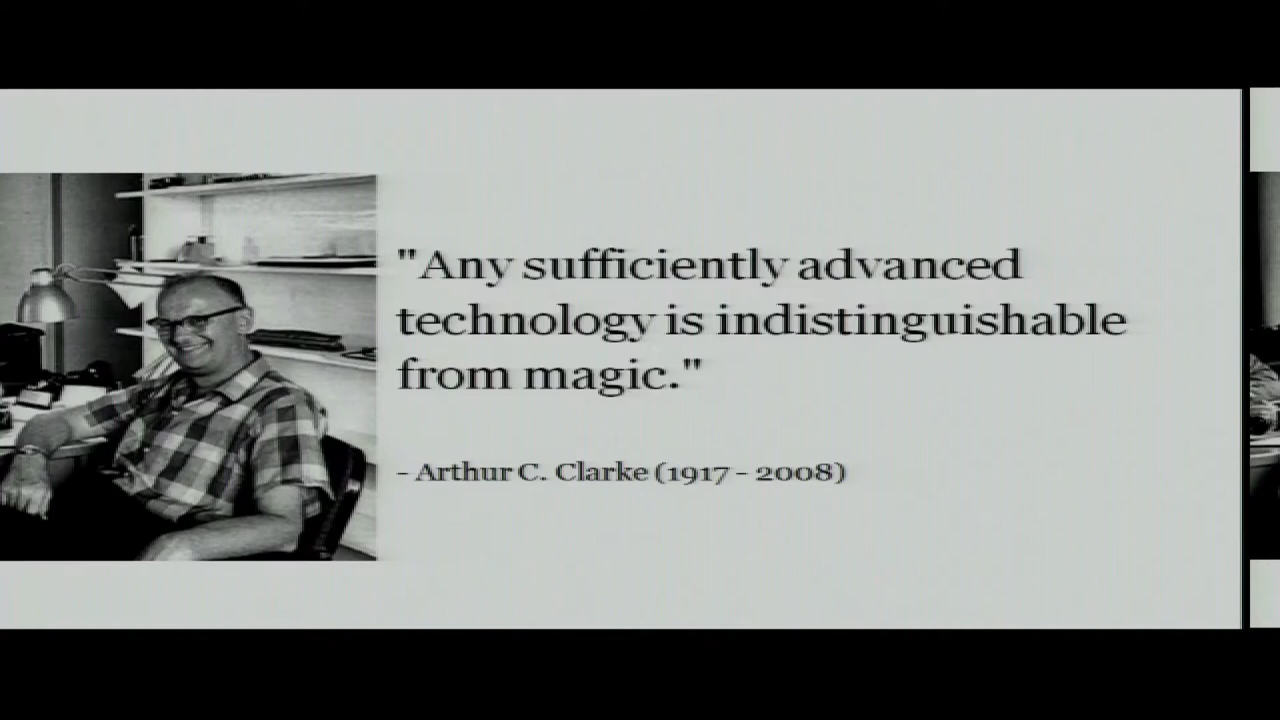 "Any sufficiently advanced
technology is indistinguishable
from magic."
- Arthur C. Clarke (1917 - 2008)